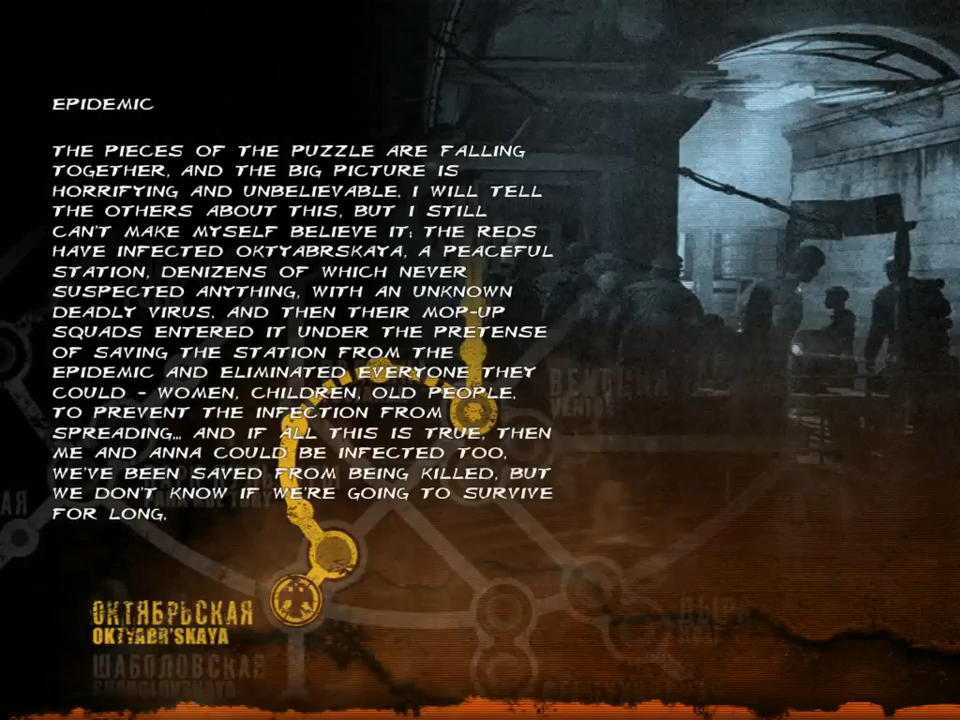 EPIDEMIC
THE PIECES OF THE PUZZLE ARE FALLING
TOGETHER, AND THE BIG PICTURE IS
HORRIFYING AND UNBELIEVABLE. I WILL TELL
THE OTHERS ABOUT THIS, BUT I STILL
CAN'T MAKE MYSELF BELIEVE IT: THE REDS
HAVE INFECTED OKTYABRSKAYA, A PEACEFUL
STATION, DENIZENS OF WHICH NEVER
SUSPECTED ANYTHING, WITH AN UNKNOWN
DEADLY VIRUS. AND THEN THEIR MOP-UP
SQUADS ENTERED IT UNDER THE PRETENSE
OF SAVING THE STATION FROM THE
EPIDEMIC AND ELIMINATED EVERYONE THEY
COULD - WOMEN, CHILDREN, OLD PEOPLE.
TO PREVENT THE INFECTION FROM
SPREADING... AND IF ALL THIS IS TRUE, THEN
ME AND ANNA COULD BE INFECTED TOO.
WE'VE BEEN SAVED FROM BEING KILLED, BUT
WE DON'T KNOW IF WE'RE GOING TO SURVIVE
FOR LONG.
ОКТЯБРЬСКАЯ
OKTYABR'SKAYA
ШАБОЛОВСКАЯ